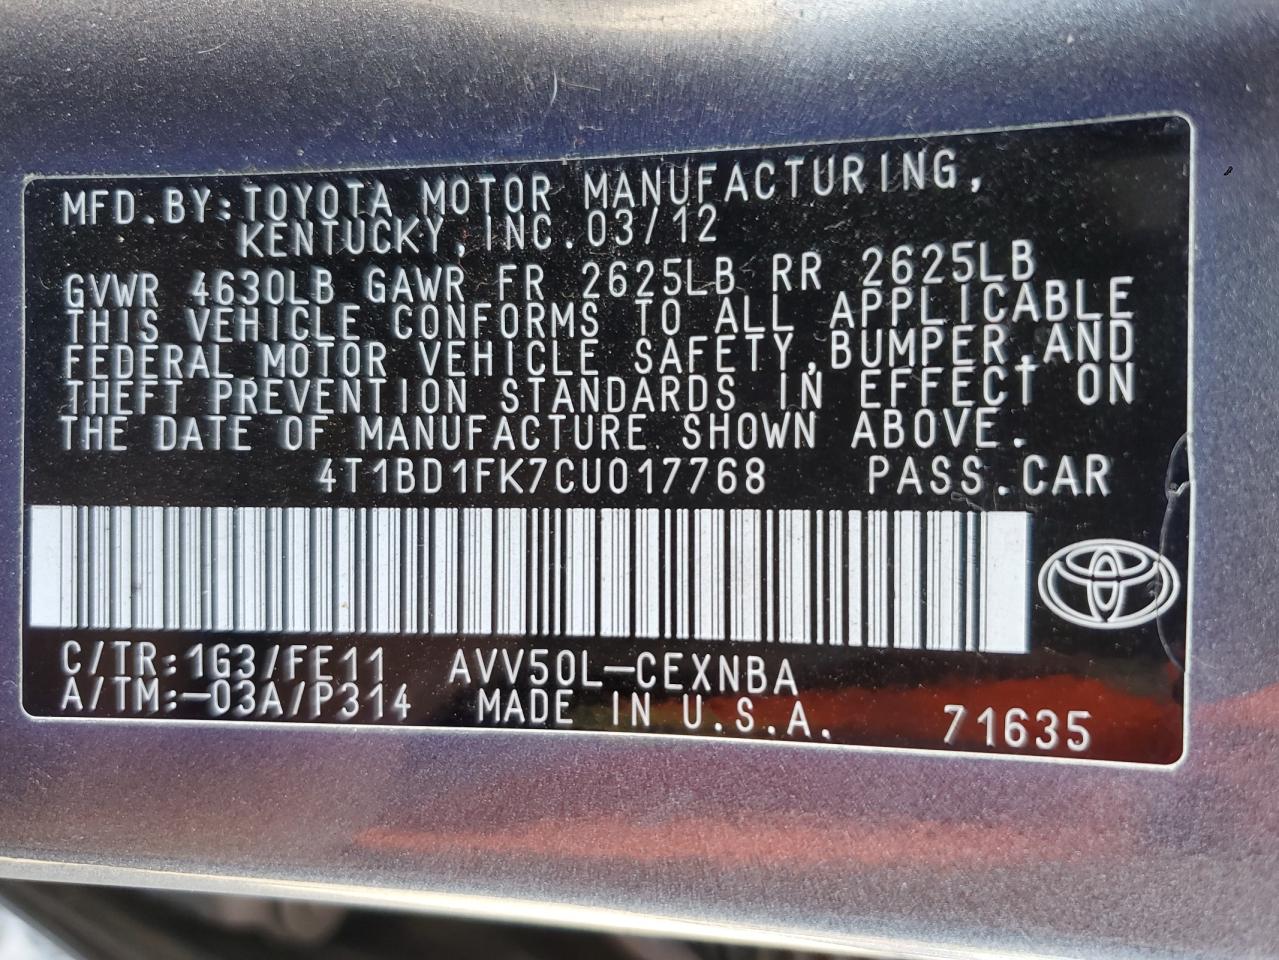 MFD.BY:TOYOTA MOTOR MANUFACTURING,
KENTUCKY,INC.03/12
GVWR 4630LB GAWR FR 2625LB RR 2625LB
THIS VEHICLE CONFORMS TO ALL APPLICABLE
FEDERAL MOTOR VEHICLE SAFETY,BUMPER,AND
THEFT PREVENTION STANDARDS IN EFFECT ON
THE DATE OF MANUFACTURE SHOWN ABOVE.
4T1BD1FK7CU017768 PASS.CAR
C/TR:1G3/FE11 AVV50L-CEXNBA
A/TM:-03A/P314 MADE IN U.S.A. 71635